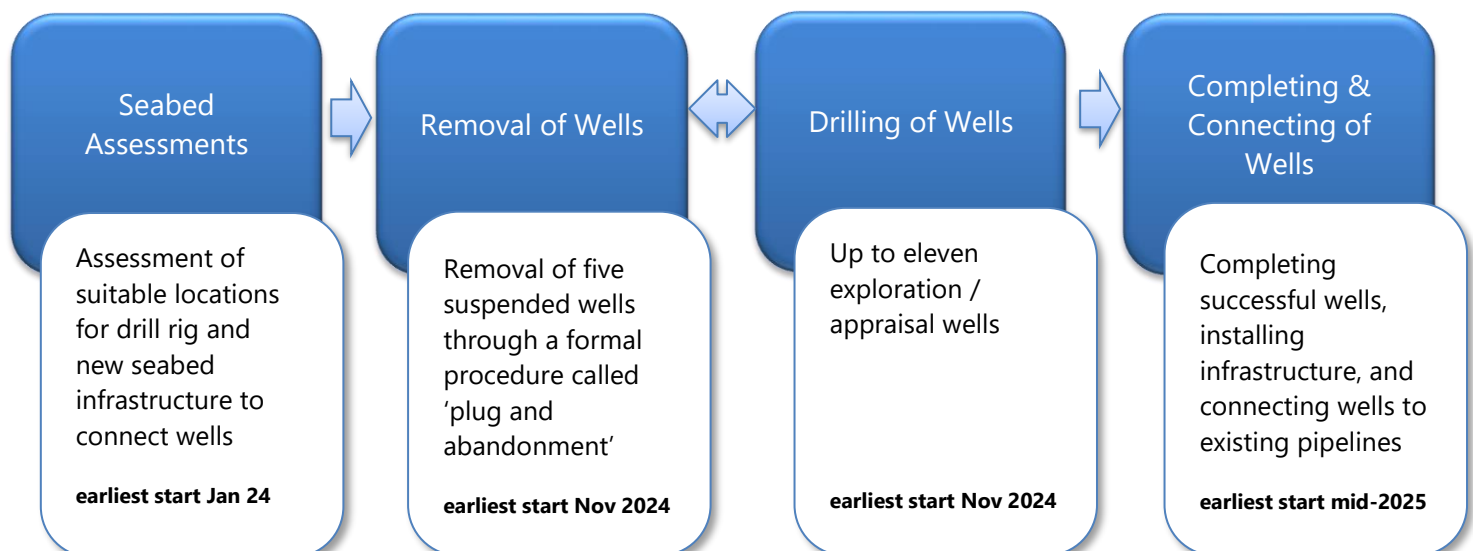 Seabed
Assessments
Assessment of
suitable locations
for drill rig and
new seabed
infrastructure to
connect wells
earliest start Jan 24
Removal of Wells
Removal of five
suspended wells
through a formal
procedure called
‘plug and
abandonment’
earliest start Nov 2024
Drilling of Wells
Up to eleven
exploration /
appraisal wells
earliest start Nov 2024
Completing &
Connecting of
Wells
Completing
successful wells,
installing
infrastructure, and
connecting wells to
existing pipelines
earliest start mid-2025